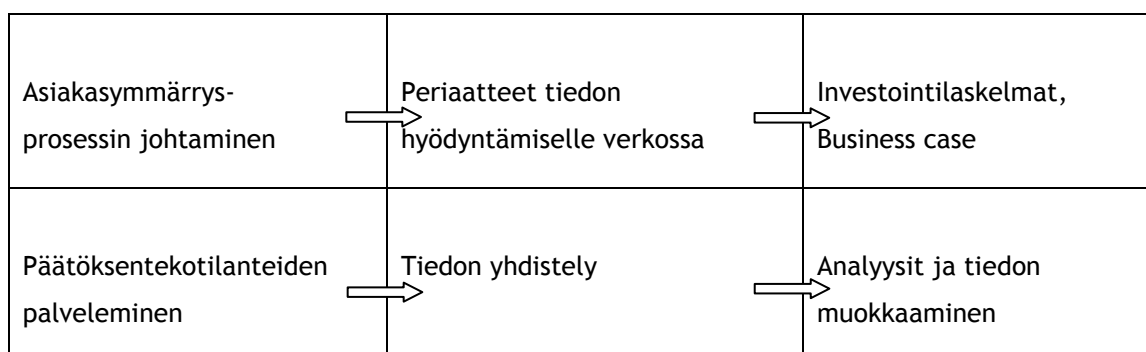 Asiakasymmärrys-
prosessin johtaminen
Periaatteet tiedon
hyödyntämiselle verkossa
Investointilaskelmat,
Business case
Päätöksentekotilanteiden
palveleminen
Tiedon yhdistely
Analyysit ja tiedon
muokkaaminen